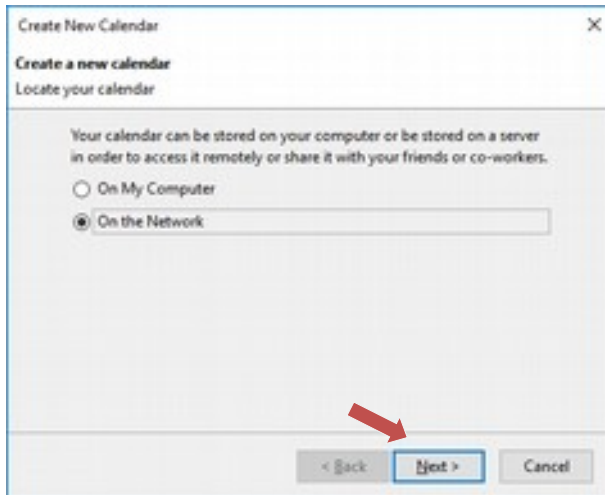 Create New Calendar
Create a new calendar
Locate your calendar
Your calendar can be stored on your computer or be stored on a server
in order to access it remotely or share it with your friends or co-workers.
On My Computer
On the Network
< Back Next > Cancel